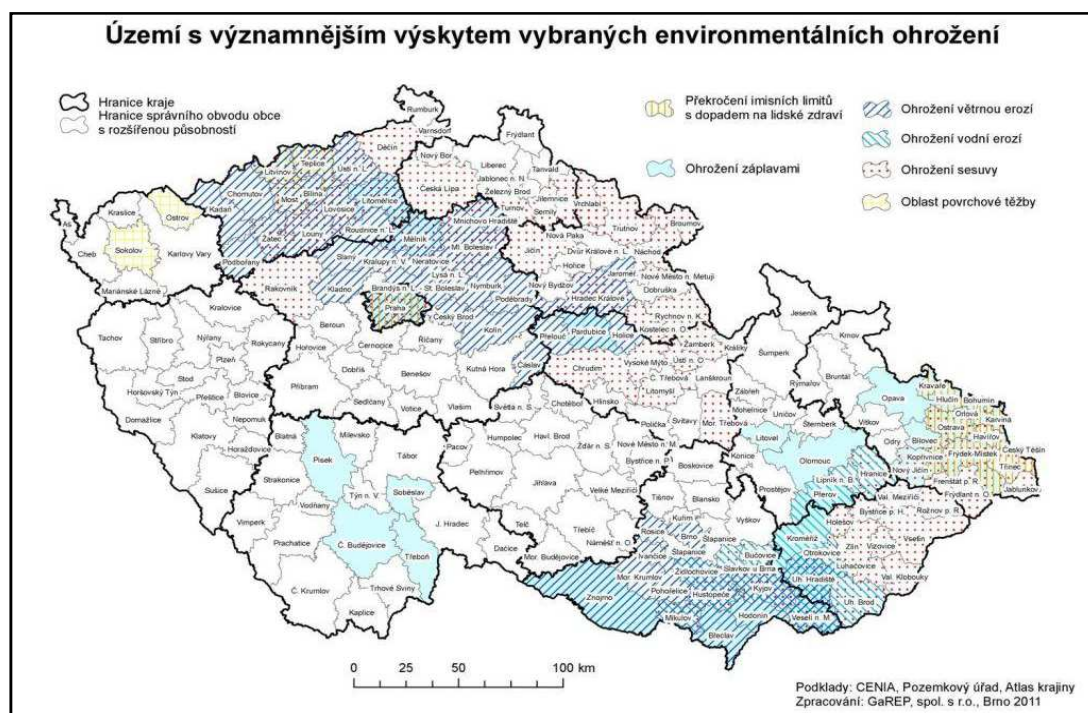 Území s významnějším výskytem vybraných environmentálních ohrožení
Hranice kraje
Hranice správního obvodu obce
s rozšířenou působností
Překročení imisních limitů
s dopadem na lidské zdraví
Ohrožení záplavami
Ohrožení větrnou erozí
Ohrožení vodní erozí
Ohrožení sesuvy
Oblast povrchové těžby
Rumburk
Varnsdorf
Děčín
Frýdlant
Nový Bor
Liberec
Jablonec n. N.
Tanvald
Železný Brod
Česká Lípa
Jilemnice
Semily
Turnov
Vrchlabí
Trutnov
Broumov
Teplice
Ústí n. L.
Litvínov
Bílina
Most
Chomutov
Kadaň
Litoměřice
Lovosice
Roudnice n. L.
Louny
Žatec
Podbořany
Kraslice
Ostrov
Aš
Sokolov
Cheb
Karlovy Vary
Mariánské Lázně
Mnichovo Hradiště
Mělník
Ml. Boleslav
Slaný
Kralupy n. V.
Neratovice
Lysá n. L.
Brandýs n. L. St. Boleslav
Nymburk
Poděbrady
Rakovník
Kladno
Praha
Český Brod
Kolín
Beroun
Říčany
Černošice
Hořovice
Dobříš
Benešov
Kutná Hora
Čáslav
Příbram
Sedlčany
Votice
Vlašim
Nová Paka
Jičín
Dvůr Králové n. L.
Náchod
Hořice
Jaroměř
Nové Město n. Metují
Nový Bydžov
Hradec Králové
Dobruška
Rychnov n. K.
Kostelec n. O.
Přelouč
Pardubice
Holice
Žamberk
Králíky
Vysoké Mýto
Ústí n. O.
Chrudim
Č. Třebová
Lanškroun
Litomyšl
Hlinsko
Svitavy
Polička
Mor. Třebová
Kralovice
Tachov
Stříbro
Nýřany
Rokycany
Plzeň
Stod
Horšovský Týn
Přeštice
Blovice
Domažlice
Nepomuk
Klatovy
Horažďovice
Sušice
Blatná
Milevsko
Písek
Tábor
Strakonice
Týn n. V.
Soběslav
Vodňany
Vimperk
Prachatice
Č. Budějovice
J. Hradec
Třeboň
Dačice
Č. Krumlov
Trhové Sviny
Kaplice
Světlá n. S.
Chotěboř
Pacov
Humpolec
Havl. Brod
Žďár n. S.
Nové Město n. M.
Bystřice n. P.
Pelhřimov
Jihlava
Velké Meziříčí
Telč
Třebíč
Náměšť n. O.
Mor. Budějovice
Boskovice
Tišnov
Blansko
Kuřim
Vyškov
Rosice
Brno
Šlapanice
Ivančice
Šlapanice
Bučovice
Židlochovice
Slavkov u Brna
Mor. Krumlov
Pohořelice
Hustopeče
Kyjov
Znojmo
Mikulov
Hodonín
Veselí n. M.
Břeclav
Jeseník
Šumperk
Zábřeh
Mohelnice
Uničov
Šternberk
Litovel
Konice
Olomouc
Prostějov
Lipník n. B.
Hranice
Přerov
Krnov
Bruntál
Rýmařov
Opava
Kravaře
Hlučín
Bohumín
Vítkov
Orlová
Karviná
Ostrava
Havířov
Odry
Bílovec
Český Těšín
Kopřivnice
Frýdek-Místek
Třinec
Nový Jičín
Frenštát p. R.
Jablunkov
Frýdlant n. O.
Val. Meziříčí
Rožnov p. R.
Bystřice p. H.
Holešov
Kroměříž
Vsetín
Zlín
Vizovice
Otrokovice
Luhačovice
Val. Klobouky
Uh. Hradiště
Uh. Brod
0 25 50 100 km
Podklady: CENIA, Pozemkový úřad, Atlas krajiny
Zpracování: GaREP, spol. s r.o., Brno 2011